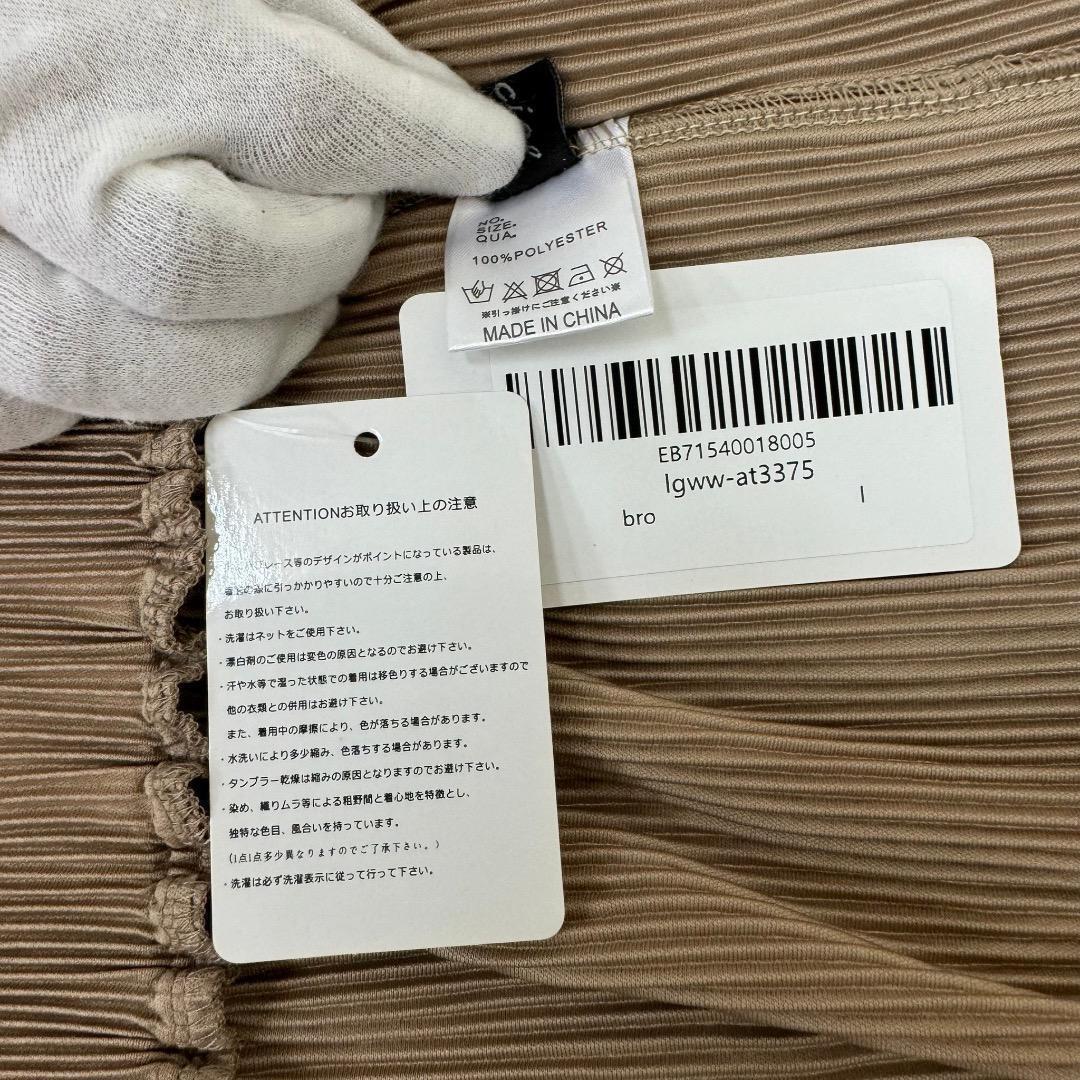 NO.
SIZE.
QUA.
100%POLYESTER
※引っ掛けにご注意ください※
MADE IN CHINA
EB71540018005
lgww-at3375
bro
l
ATTENTIONお取り扱い上の注意
レース等のデザインがポイントになっている製品は、
引っかかりやすいので十分ご注意の上、
お取り扱い下さい。
・洗濯はネットをご使用下さい。
・漂白剤のご使用は変色の原因となるのでお避け下さい。
・汗や水等で湿った状態での着用は移色りする場合がございますので
他の衣類との併用はお避け下さい。
また、着用中の摩擦により、色が落ちる場合があります。
・水洗いにより多少縮み、色落ちする場合があります。
・タンブラー乾燥は縮みの原因となりますのでお避け下さい。
・染め、織りムラ等による粗野間と着心地を特徴とし、
独特な色目、風合いを持っています。
(1点1点多少異なりますのでご了承下さい。)
・洗濯は必ず洗濯表示に従って行って下さい。